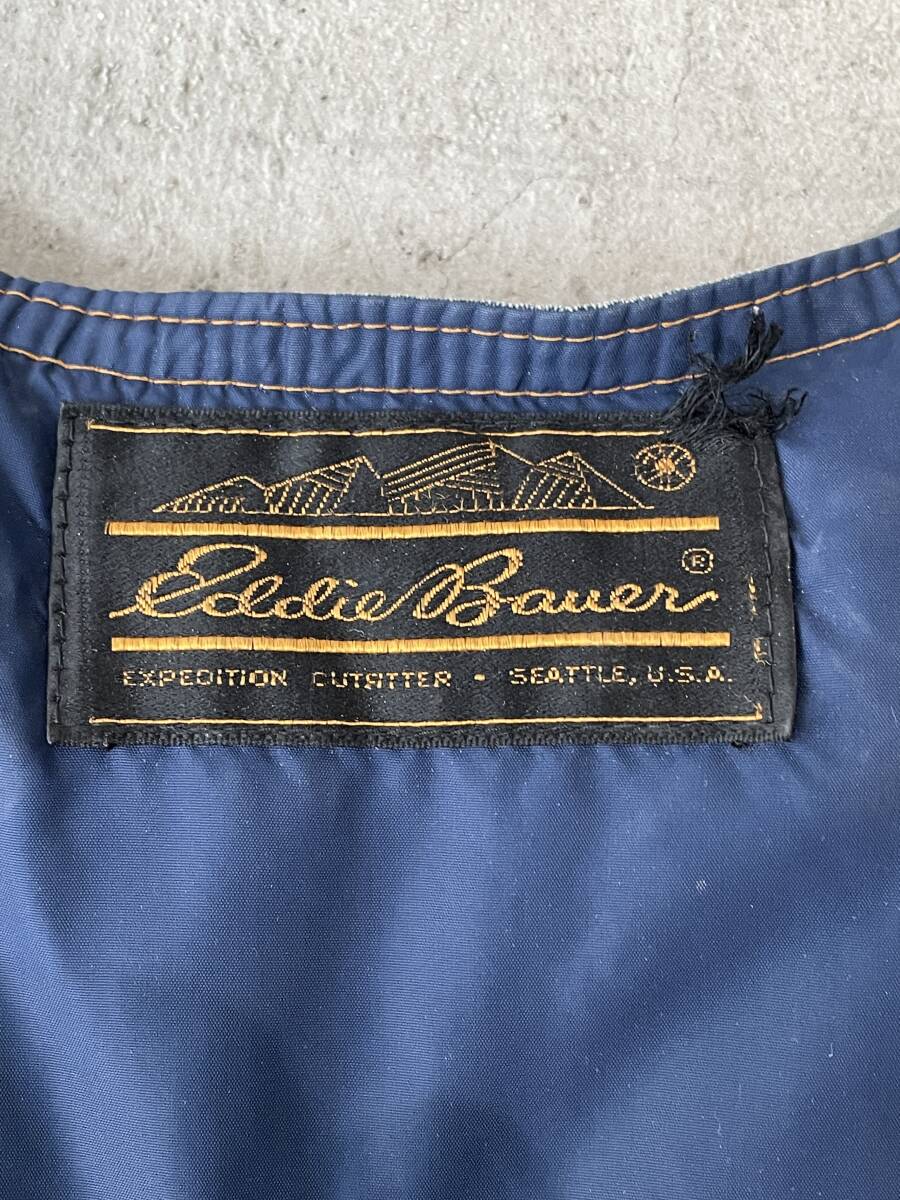 Eddie Bauer ®
EXPEDITION OUTFITTER - SEATTLE, U.S.A.